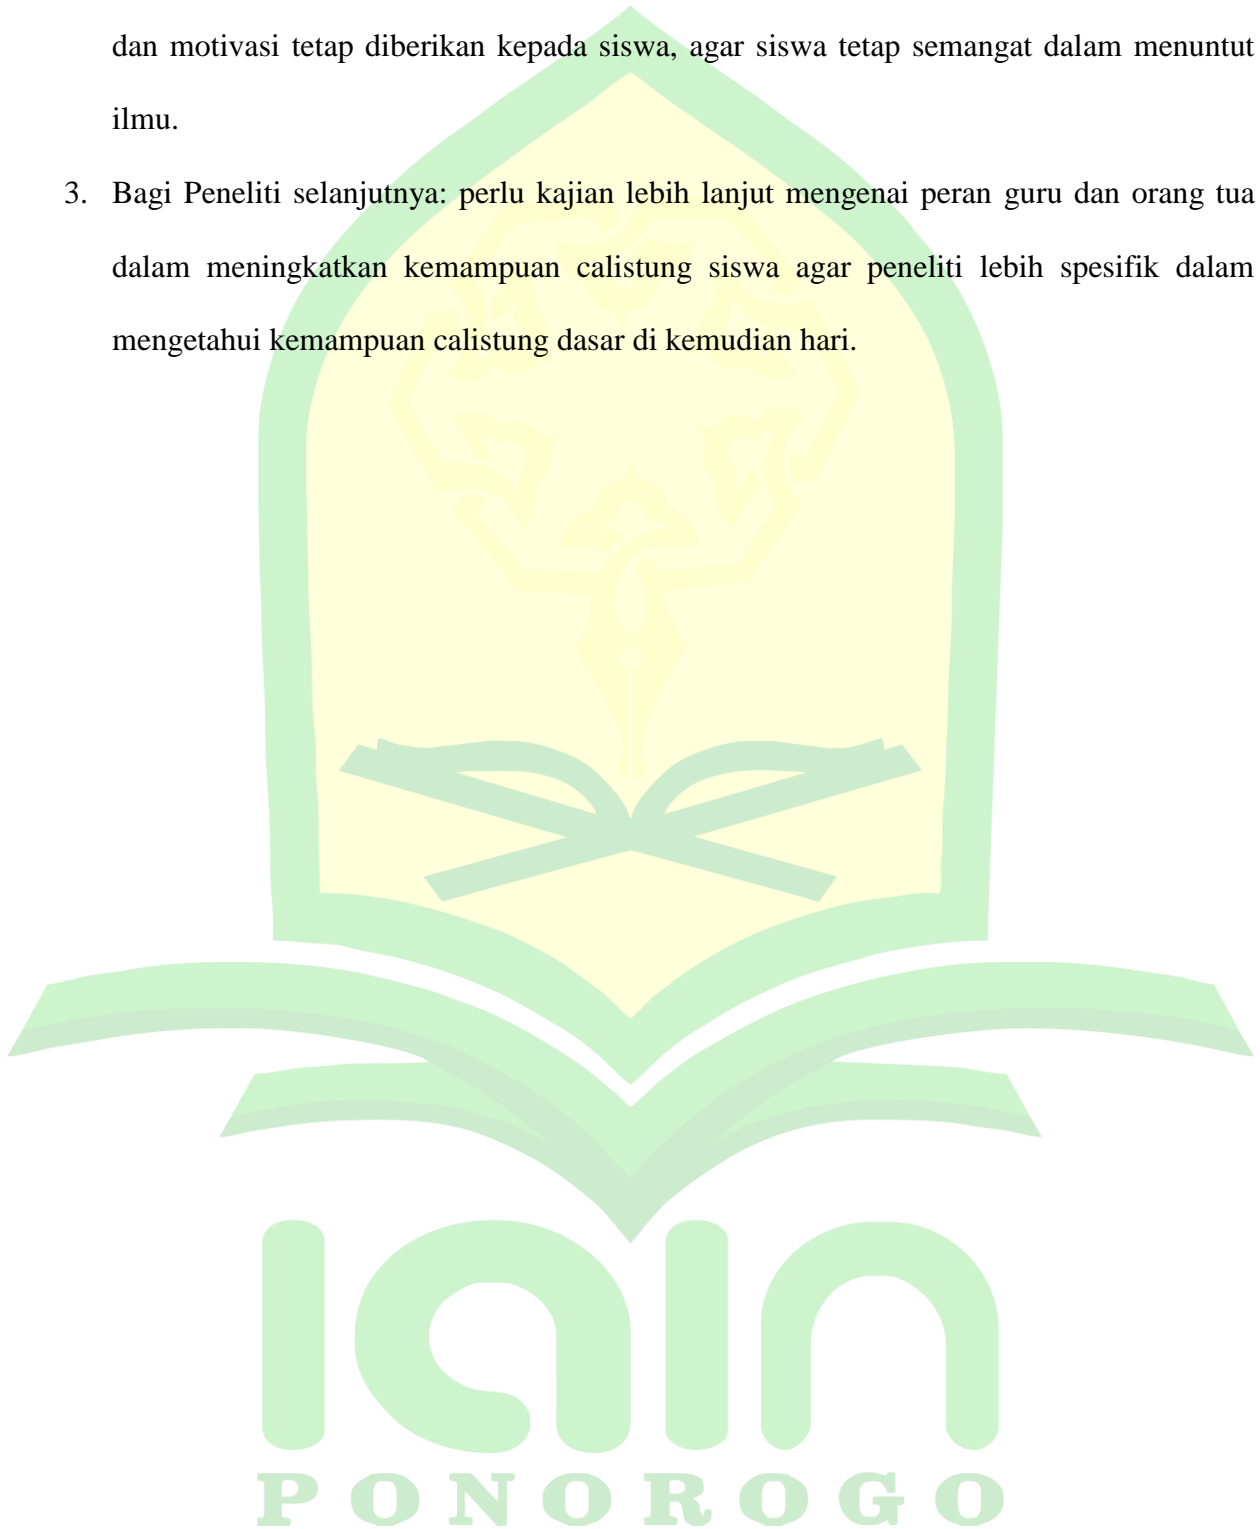 dan motivasi tetap diberikan kepada siswa, agar siswa tetap semangat dalam menuntut
ilmu.
3. Bagi Peneliti selanjutnya: perlu kajian lebih lanjut mengenai peran guru dan orang tua
dalam meningkatkan kemampuan calistung siswa agar peneliti lebih spesifik dalam
mengetahui kemampuan calistung dasar di kemudian hari.
iain
PONOROGO